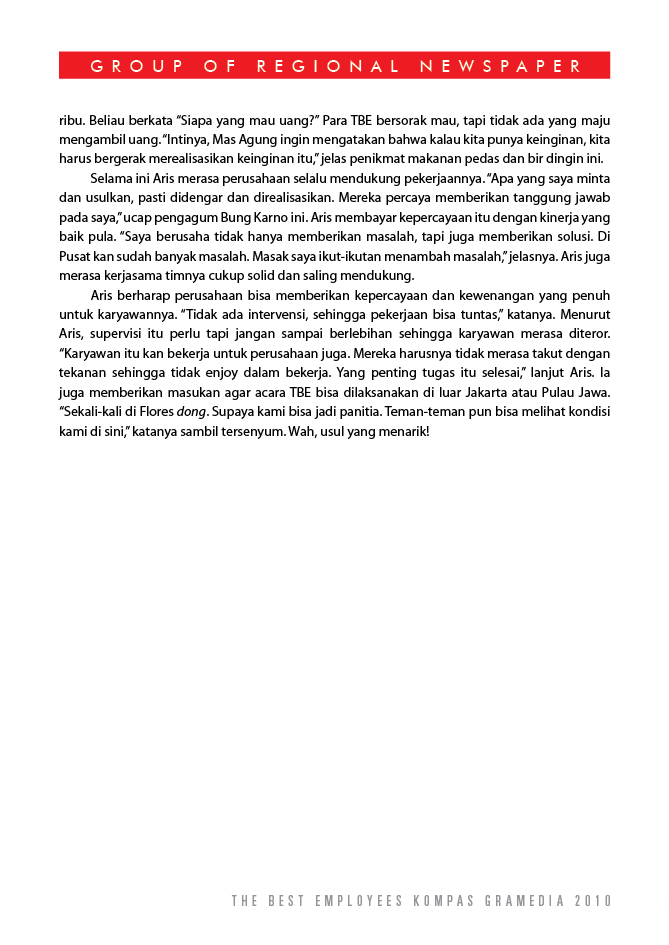 GROUP OF REGIONAL NEWSPAPER
ribu. Beliau berkata “Siapa yang mau uang?” Para TBE bersorak mau, tapi tidak ada yang maju
mengambil uang. “Intinya, Mas Agung ingin mengatakan bahwa kalau kita punya keinginan, kita
harus bergerak merealisasikan keinginan itu,” jelas penikmat makanan pedas dan bir dingin ini.
Selama ini Aris merasa perusahaan selalu mendukung pekerjaannya. “Apa yang saya minta
dan usulkan, pasti didengar dan direalisasikan. Mereka percaya memberikan tanggung jawab
pada saya,” ucap pengagum Bung Karno ini. Aris membayar kepercayaan itu dengan kinerja yang
baik pula. “Saya berusaha tidak hanya memberikan masalah, tapi juga memberikan solusi. Di
Pusat kan sudah banyak masalah. Masak saya ikut-ikutan menambah masalah,” jelasnya. Aris juga
merasa kerjasama timnya cukup solid dan saling mendukung.
Aris berharap perusahaan bisa memberikan kepercayaan dan kewenangan yang penuh
untuk karyawannya. “Tidak ada intervensi, sehingga pekerjaan bisa tuntas,” katanya. Menurut
Aris, supervisi itu perlu tapi jangan sampai berlebihan sehingga karyawan merasa diteror.
“Karyawan itu kan bekerja untuk perusahaan juga. Mereka harusnya tidak merasa takut dengan
tekanan sehingga tidak enjoy dalam bekerja. Yang penting tugas itu selesai,” lanjut Aris. Ia
juga memberikan masukan agar acara TBE bisa dilaksanakan di luar Jakarta atau Pulau Jawa.
“Sekali-kali di Flores dong. Supaya kami bisa jadi panitia. Teman-teman pun bisa melihat kondisi
kami di sini,” katanya sambil tersenyum. Wah, usul yang menarik!
THE BEST EMPLOYEES KOMPAS GRAMEDIA 2010